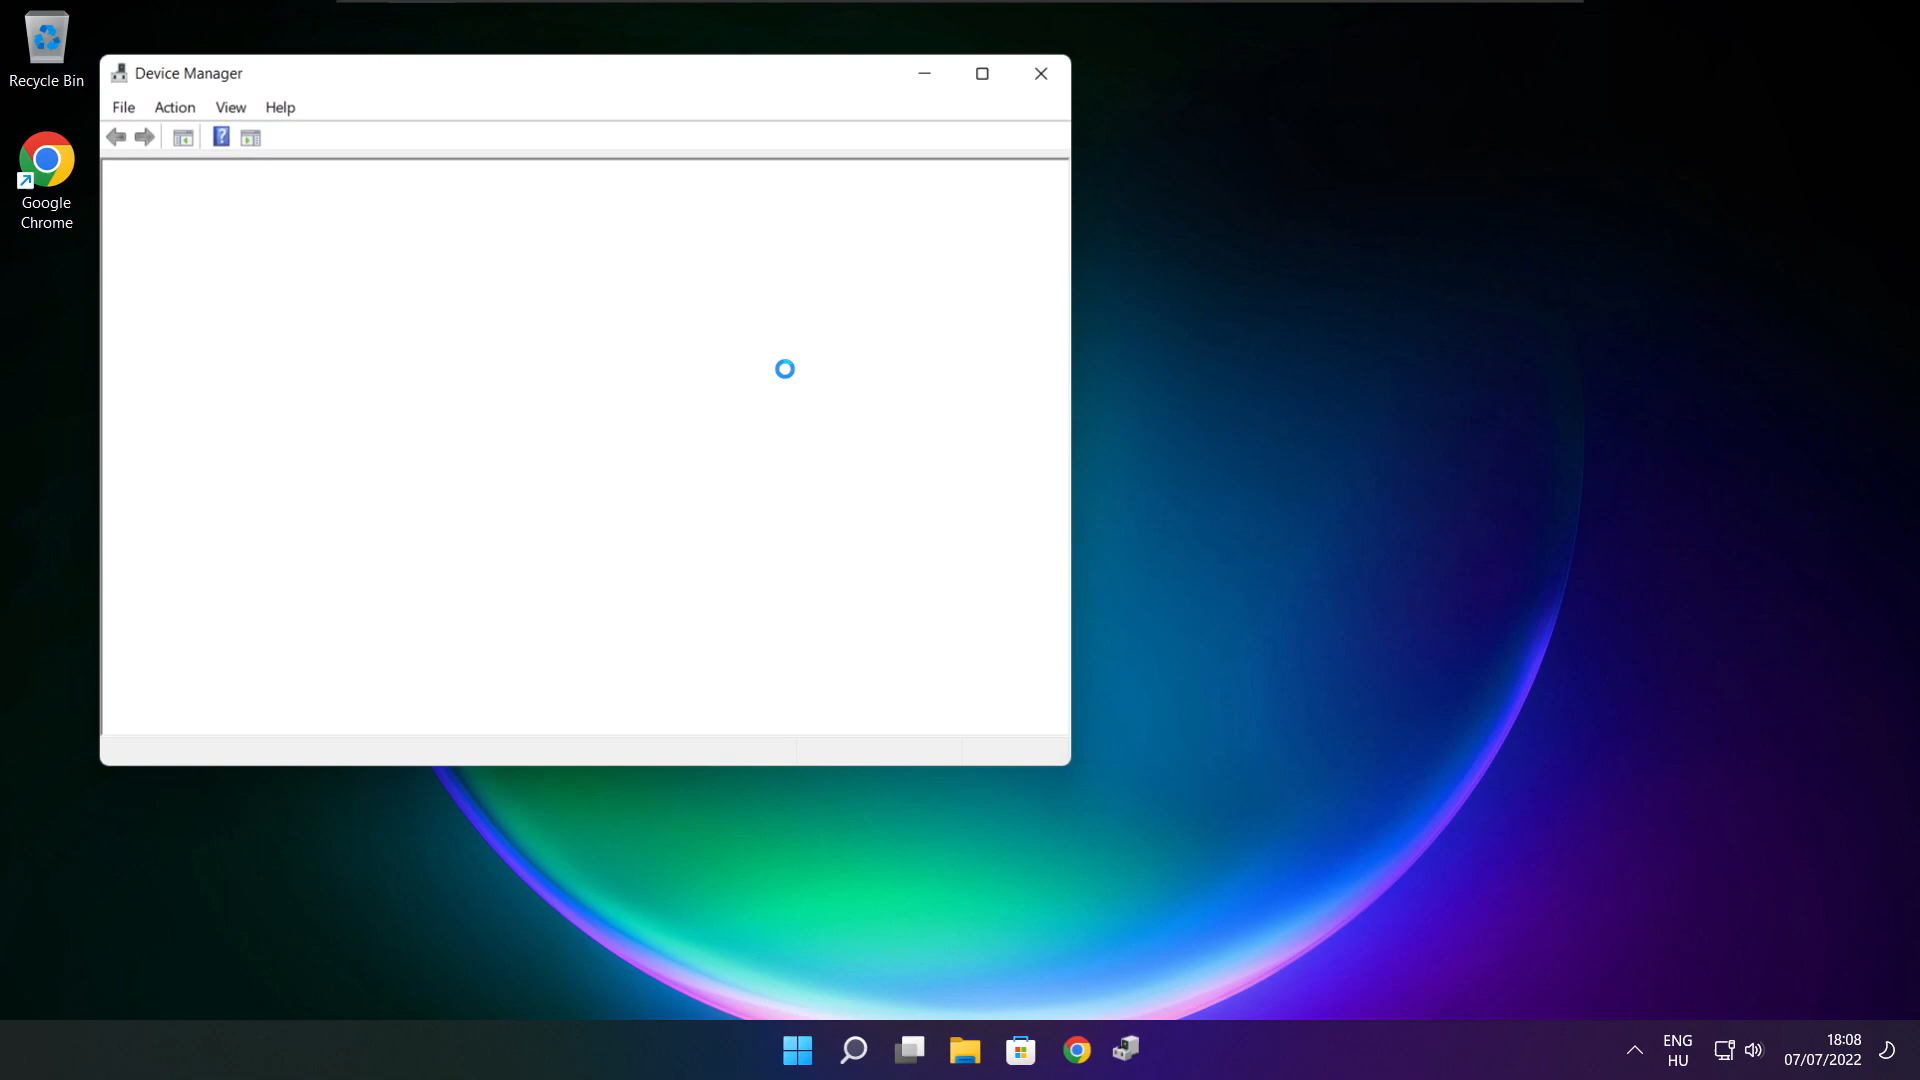 Recycle Bin
Google
Chrome
Device Manager
File Action View Help
ENG
HU
18:08
07/07/2022